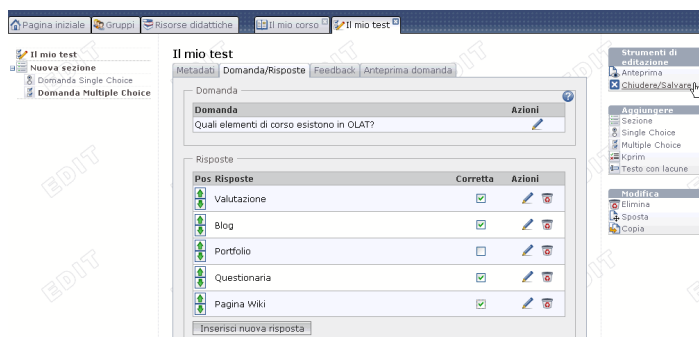 Pagina iniziale Gruppi Risorse didattiche Il mio corso Il mio test
Il mio test
Nuova sezione
Domanda Single Choice
Domanda Multiple Choice
Il mio test
Metadati Domanda/Risposte Feedback Anteprima domanda
Domanda
Domanda Azioni
Quali elementi di corso esistono in OLAT?
Risposte
Pos Risposte Corretta Azioni
Valutazione
Blog
Portfolio
Questionaria
Pagina Wiki
Inserisci nuova risposta
Strumenti di
editazione
Anteprima
Chiudere/Salvare
Aggiungere
Sezione
Single Choice
Multiple Choice
Kprim
Testo con lacune
Modifica
Elimina
Sposta
Copia
EDIT
EDIT
EDIT
EDIT
EDIT